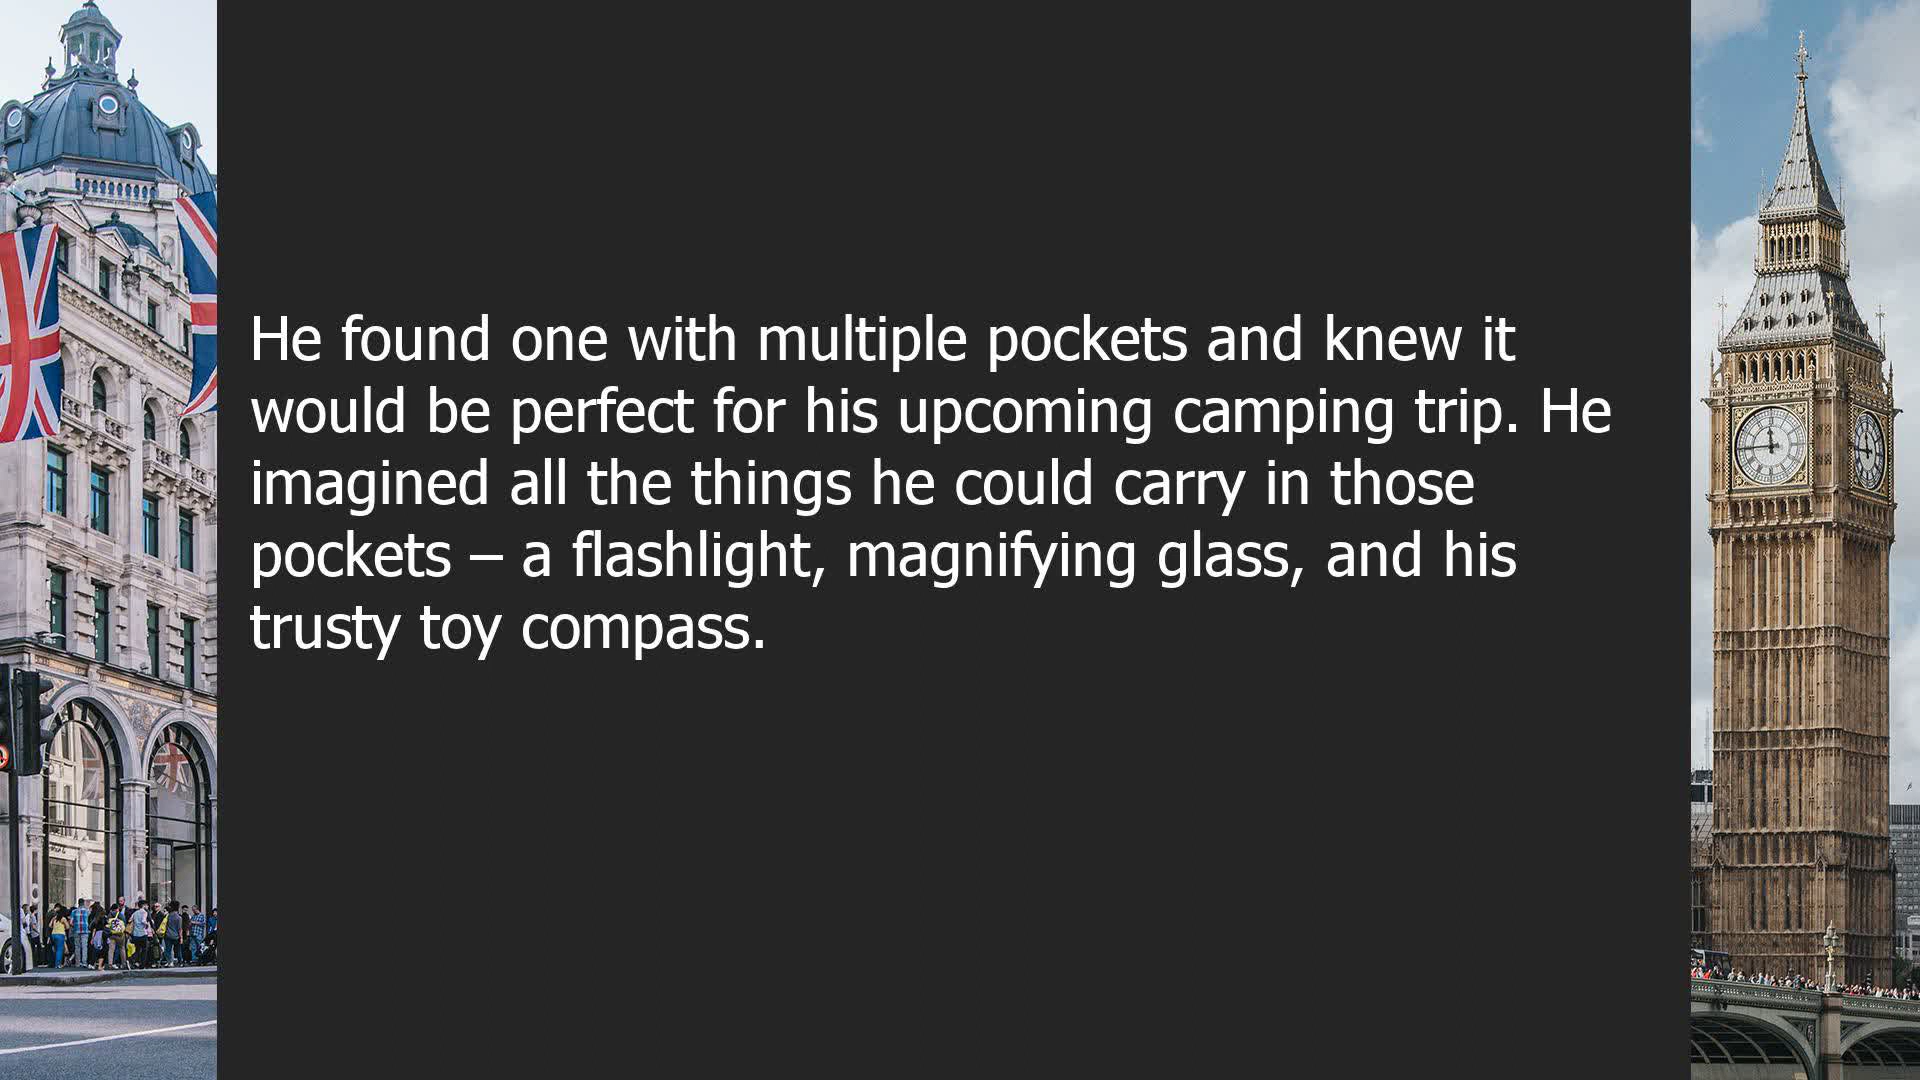 He found one with multiple pockets and knew it
would be perfect for his upcoming camping trip. He
imagined all the things he could carry in those
pockets – a flashlight, magnifying glass, and his
trusty toy compass.